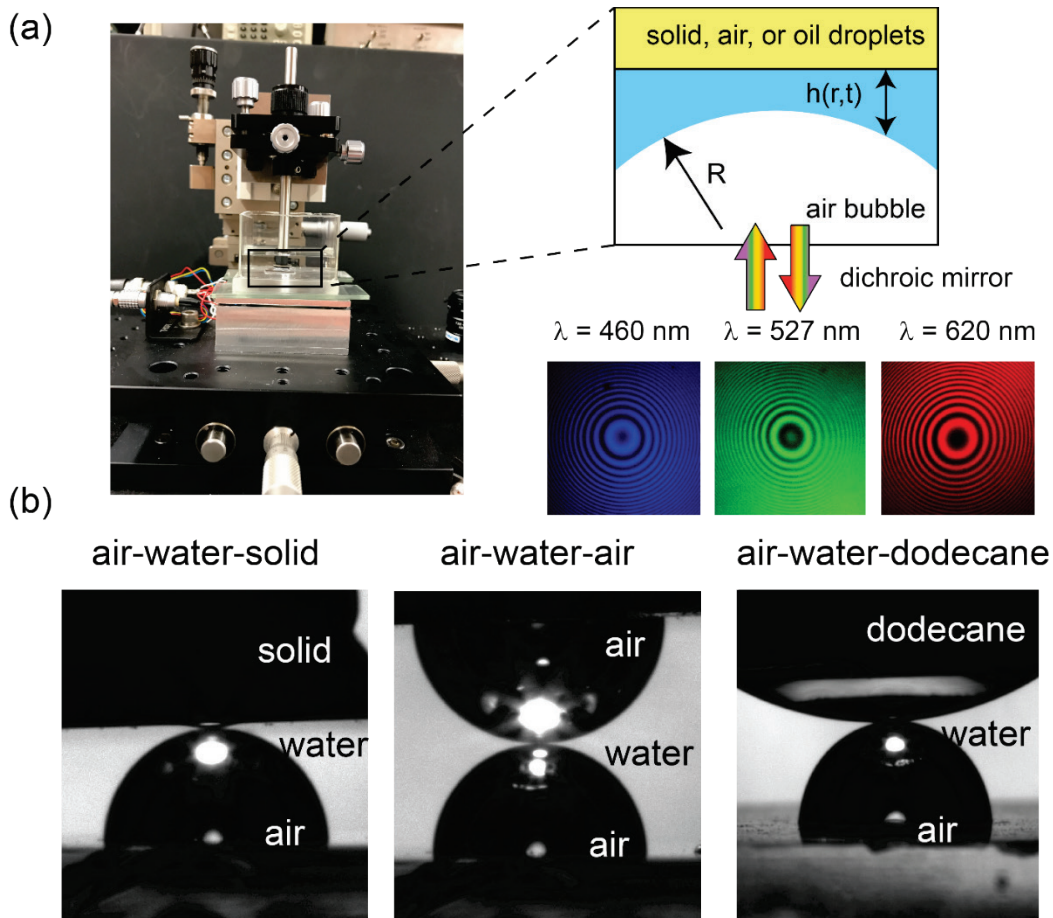 (a)
solid, air, or oil droplets
h(r,t)
R
air bubble
dichroic mirror
λ = 460 nm
λ = 527 nm
λ = 620 nm
(b)
air-water-solid
air-water-air
air-water-dodecane
solid
water
air
air
water
air
dodecane
water
air